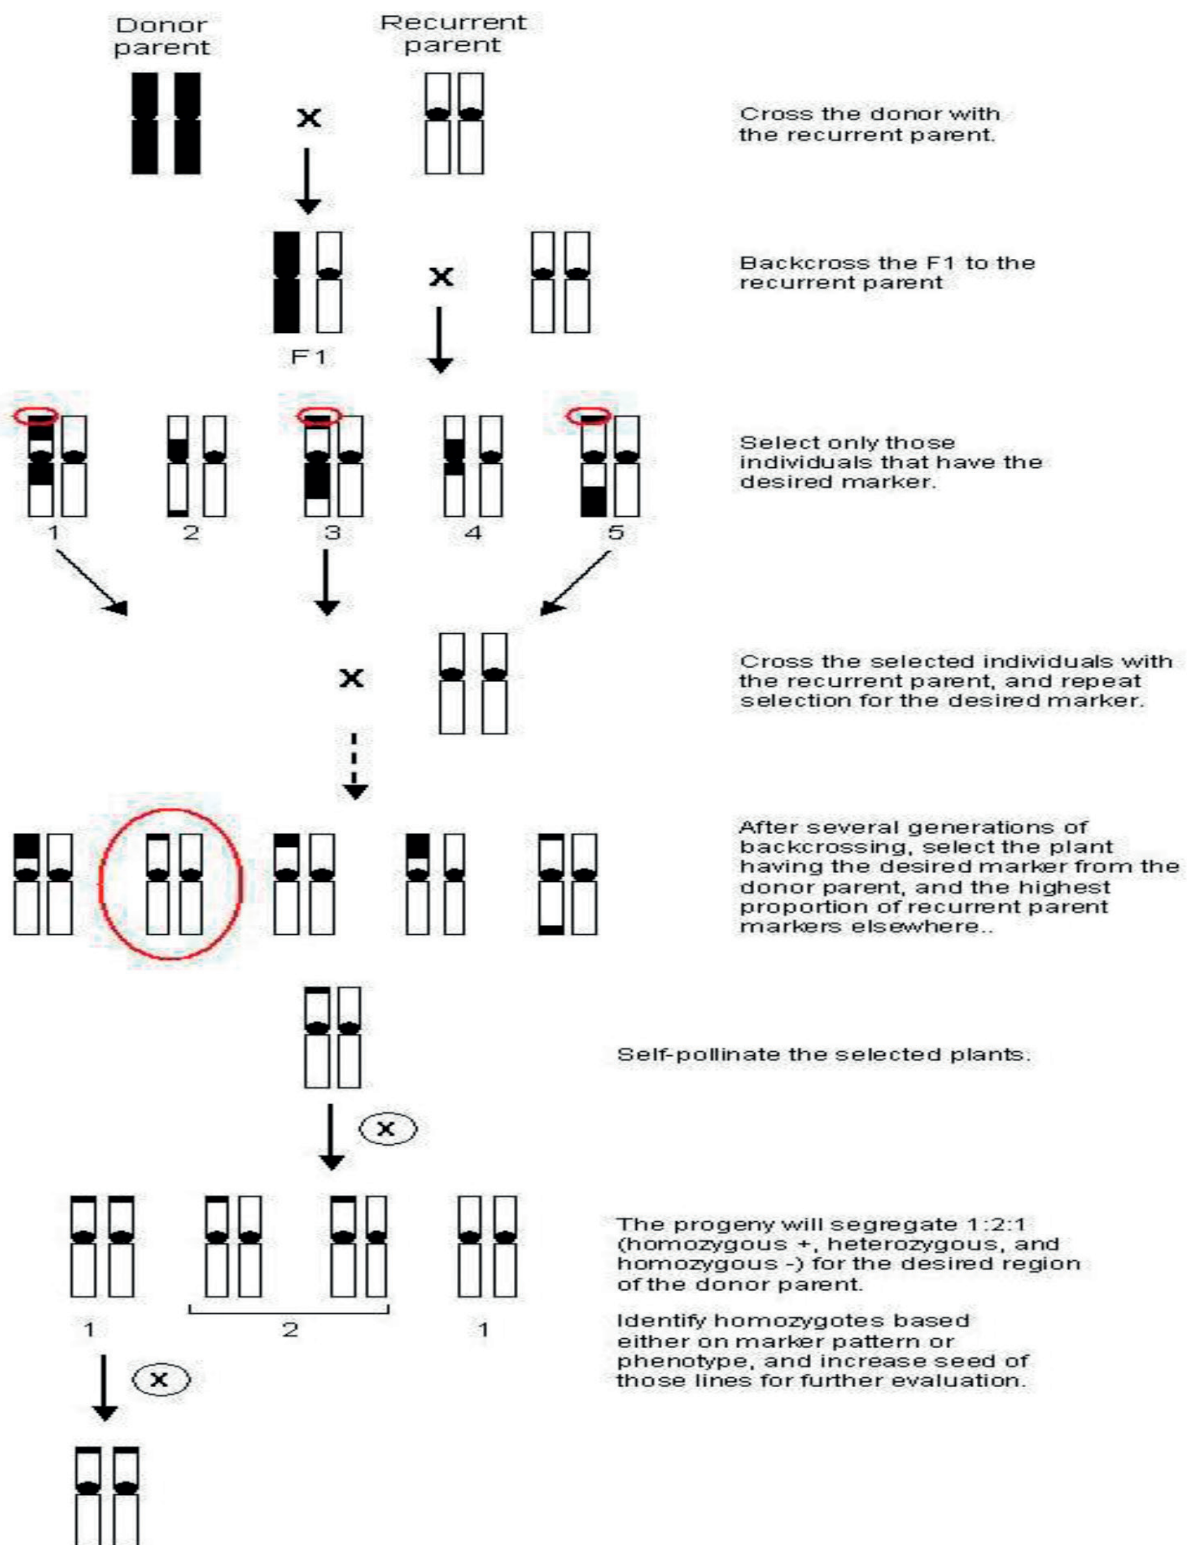 Donor
parent
Recurrent
parent
X
Cross the donor with
the recurrent parent.
X
Backcross the F1 to the
recurrent parent
F1
Select only those
individuals that have the
desired marker.
1 2 3 4 5
X
Cross the selected individuals with
the recurrent parent, and repeat
selection for the desired marker.
After several generations of
backcrossing, select the plant
having the desired marker from the
donor parent, and the highest
proportion of recurrent parent
markers elsewhere..
Self-pollinate the selected plants.
X
The progeny will segregate 1:2:1
(homozygous +, heterozygous, and
homozygous -) for the desired region
of the donor parent.
1 2 1
Identify homozygotes based
either on marker pattern or
phenotype, and increase seed of
those lines for further evaluation.
X